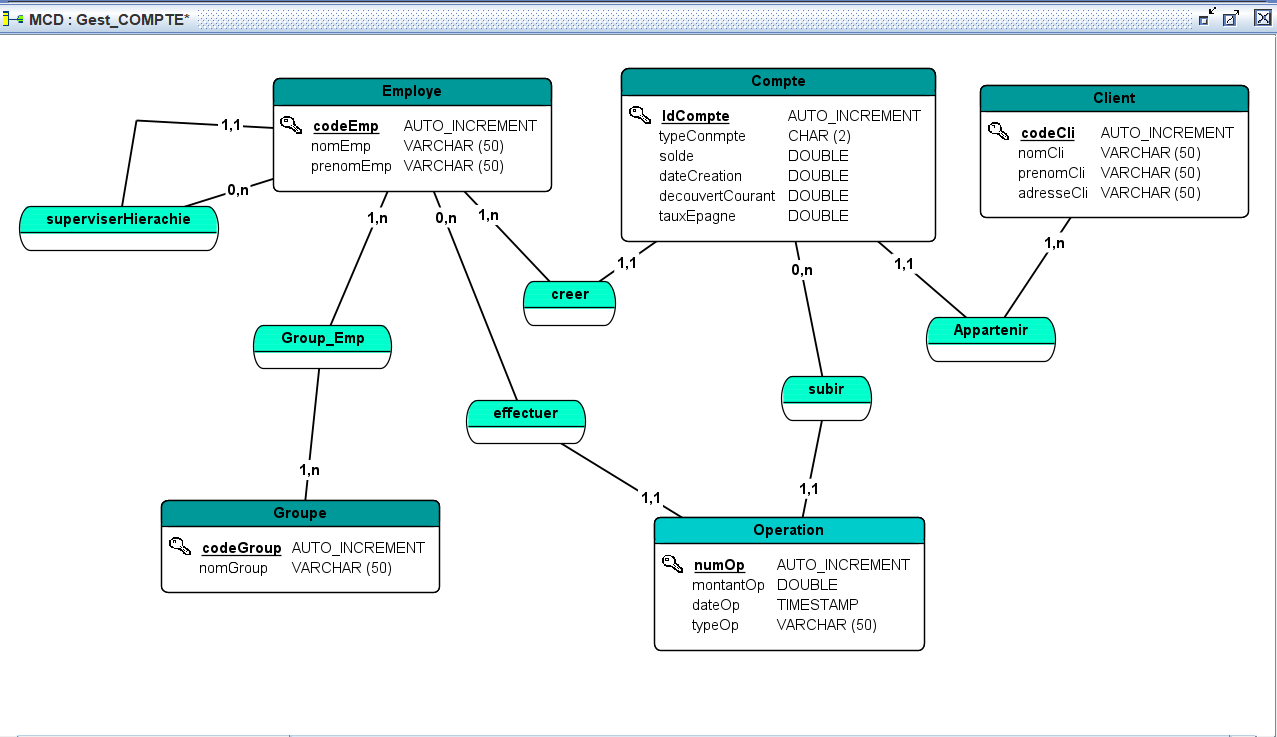 MCD : Gest_COMPTE*
Employe
codeEmp AUTO_INCREMENT
nomEmp VARCHAR (50)
prenomEmp VARCHAR (50)
Compte
IdCompte AUTO_INCREMENT
typeConmpte CHAR (2)
solde DOUBLE
dateCreation DOUBLE
decouvertCourant DOUBLE
tauxEpagne DOUBLE
Client
codeCli AUTO_INCREMENT
nomCli VARCHAR (50)
prenomCli VARCHAR (50)
adresseCli VARCHAR (50)
1,1
0,n
superviserHierachie
1,n
0,n
1,n
1,1
0,n
1,1
1,n
creer
Group_Emp
Appartenir
effectuer
subir
1,n
1,1
1,1
Groupe
codeGroup AUTO_INCREMENT
nomGroup VARCHAR (50)
Operation
numOp AUTO_INCREMENT
montantOp DOUBLE
dateOp TIMESTAMP
typeOp VARCHAR (50)